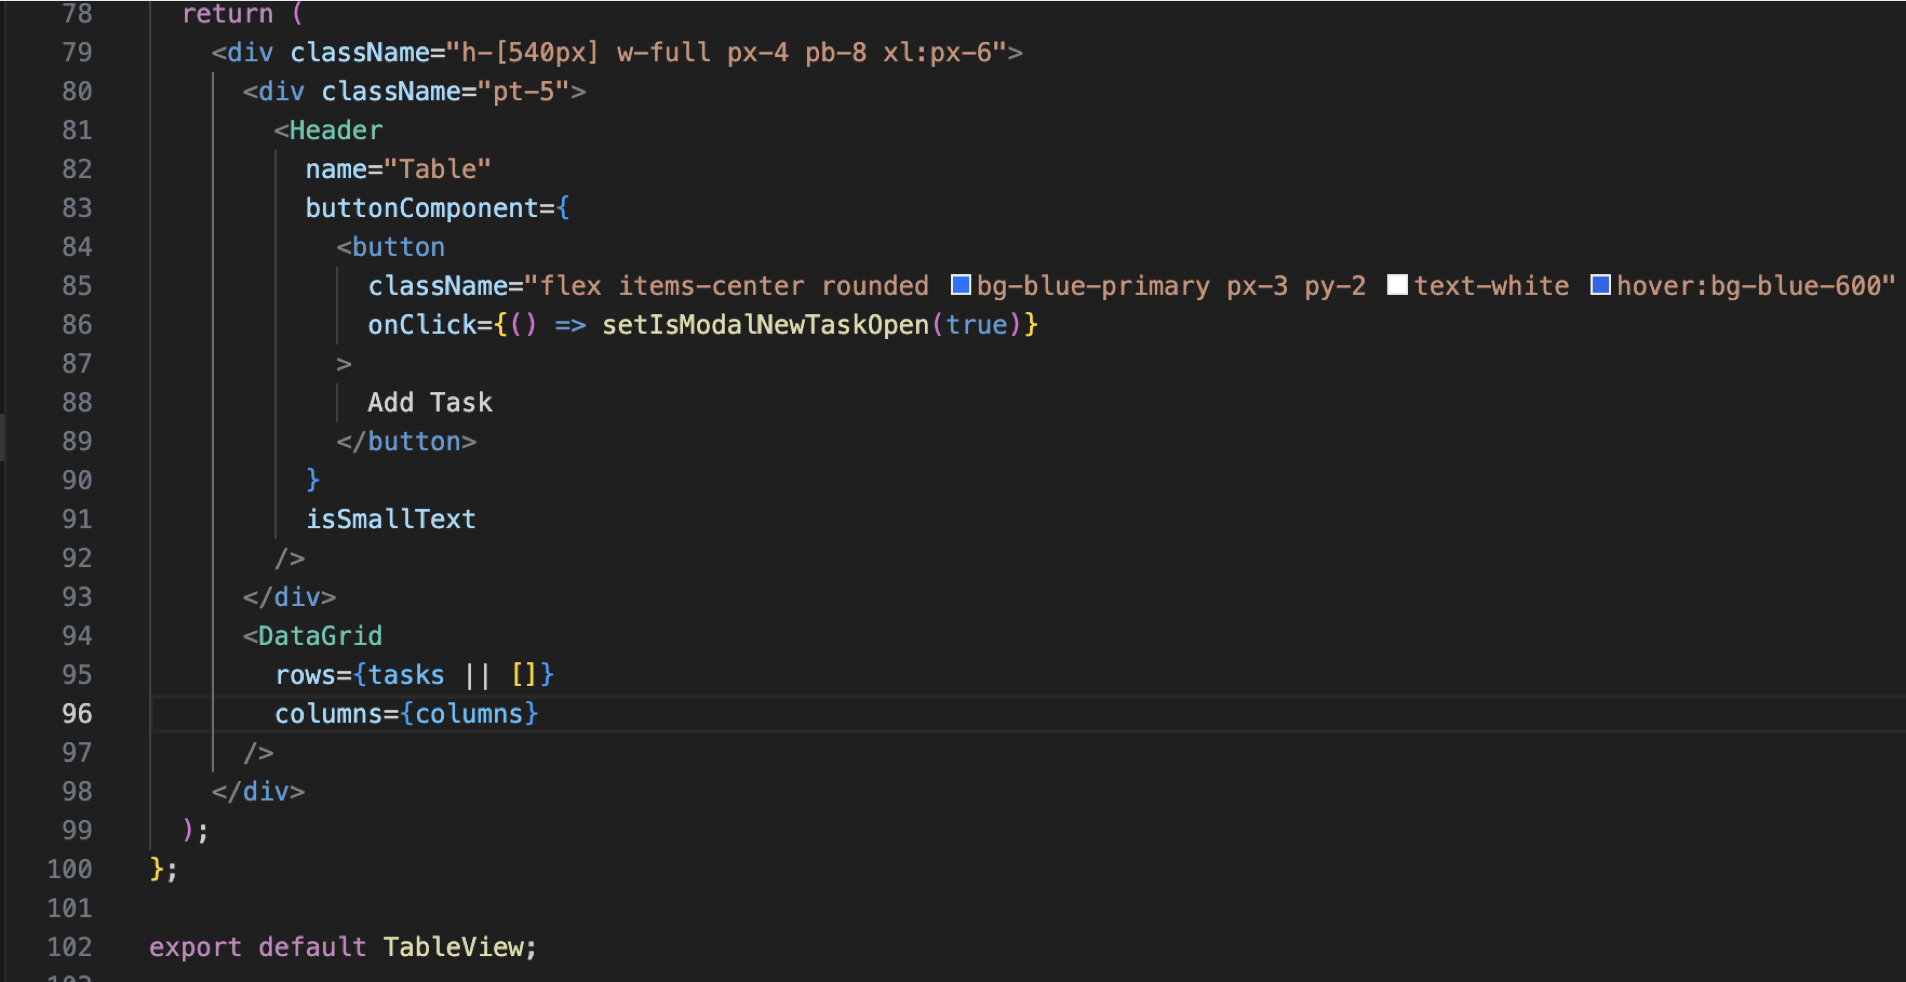 78 return (
79 <div className="h-[540px] w-full px-4 pb-8 xl:px-6">
80 <div className="pt-5">
81 <Header
82 name="Table"
83 buttonComponent={
84 <button
85 className="flex items-center rounded bg-blue-primary px-3 py-2 text-white hover:bg-blue-600"
86 onClick={() => setIsModalNewTaskOpen(true)}
87 >
88 Add Task
89 </button>
90 }
91 isSmallText
92 />
93 </div>
94 <DataGrid
95 rows={tasks || []}
96 columns={columns}
97 />
98 </div>
99 );
100 };
101
102 export default TableView;